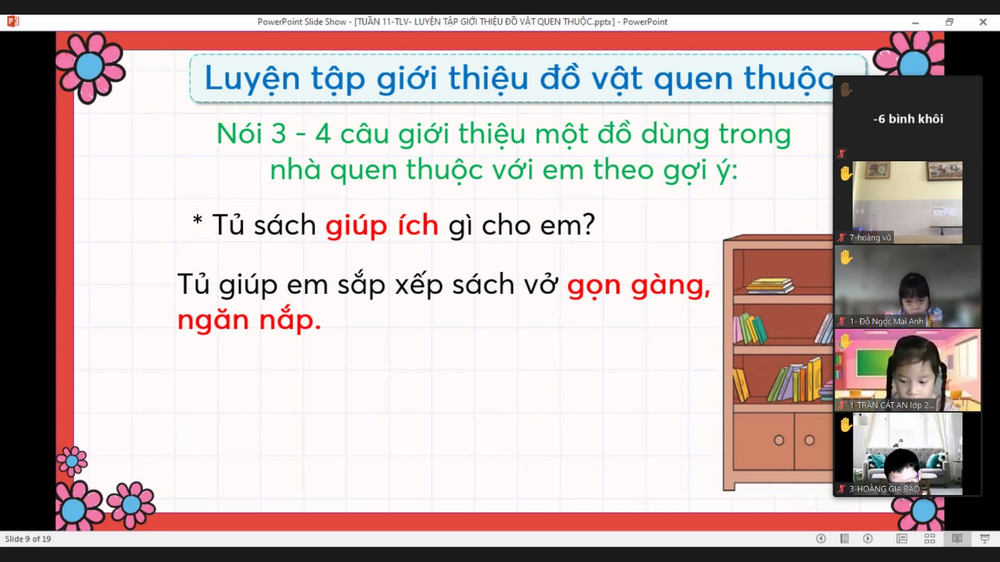 PowerPoint Slide Show - [TUẦN 11-TLV- LUYỆN TẬP GIỚI THIỆU ĐỒ VẬT QUEN THUỘC.pptx] - PowerPoint
Luyện tập giới thiệu đồ vật quen thuộc
Nói 3 - 4 câu giới thiệu một đồ dùng trong
nhà quen thuộc với em theo gợi ý:
* Tủ sách giúp ích gì cho em?
Tủ giúp em sắp xếp sách vở gọn gàng,
ngăn nắp.
-6 bình khôi
7-hoàng vũ
1- Đỗ Ngọc Mai Anh
1-TRẦN CÁT AN lớp 2...
3-HOÀNG GIA BẢO
Slide 9 of 19